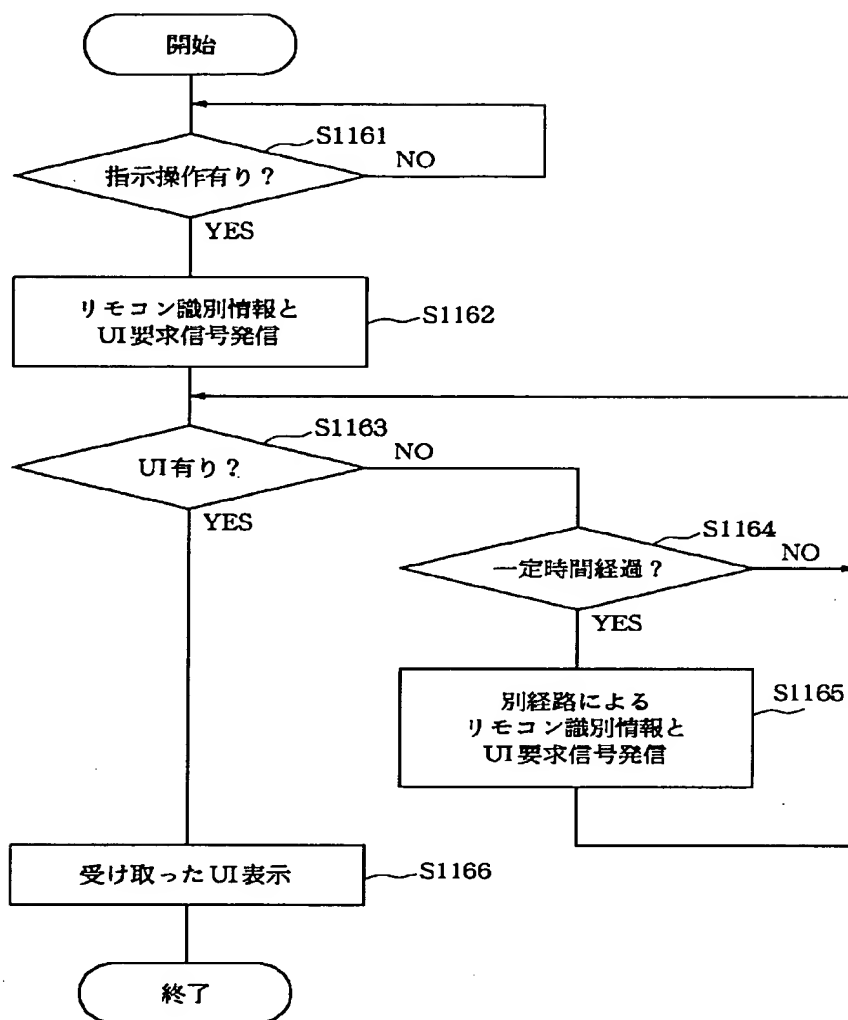 開始
S1161
指示操作有り？
NO
YES
リモコン識別情報と
UI要求信号発信
S1162
S1163
UI有り？
NO
YES
S1164
一定時間経過？
NO
YES
別経路による
リモコン識別情報と
UI要求信号発信
S1165
受け取ったUI表示
S1166
終了